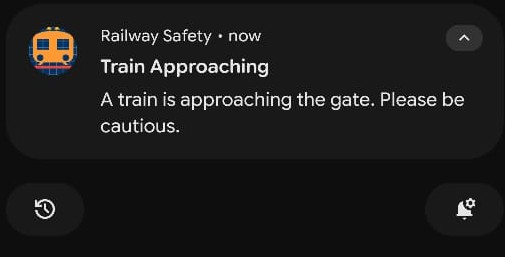 Railway Safety • now
Train Approaching
A train is approaching the gate. Please be
cautious.